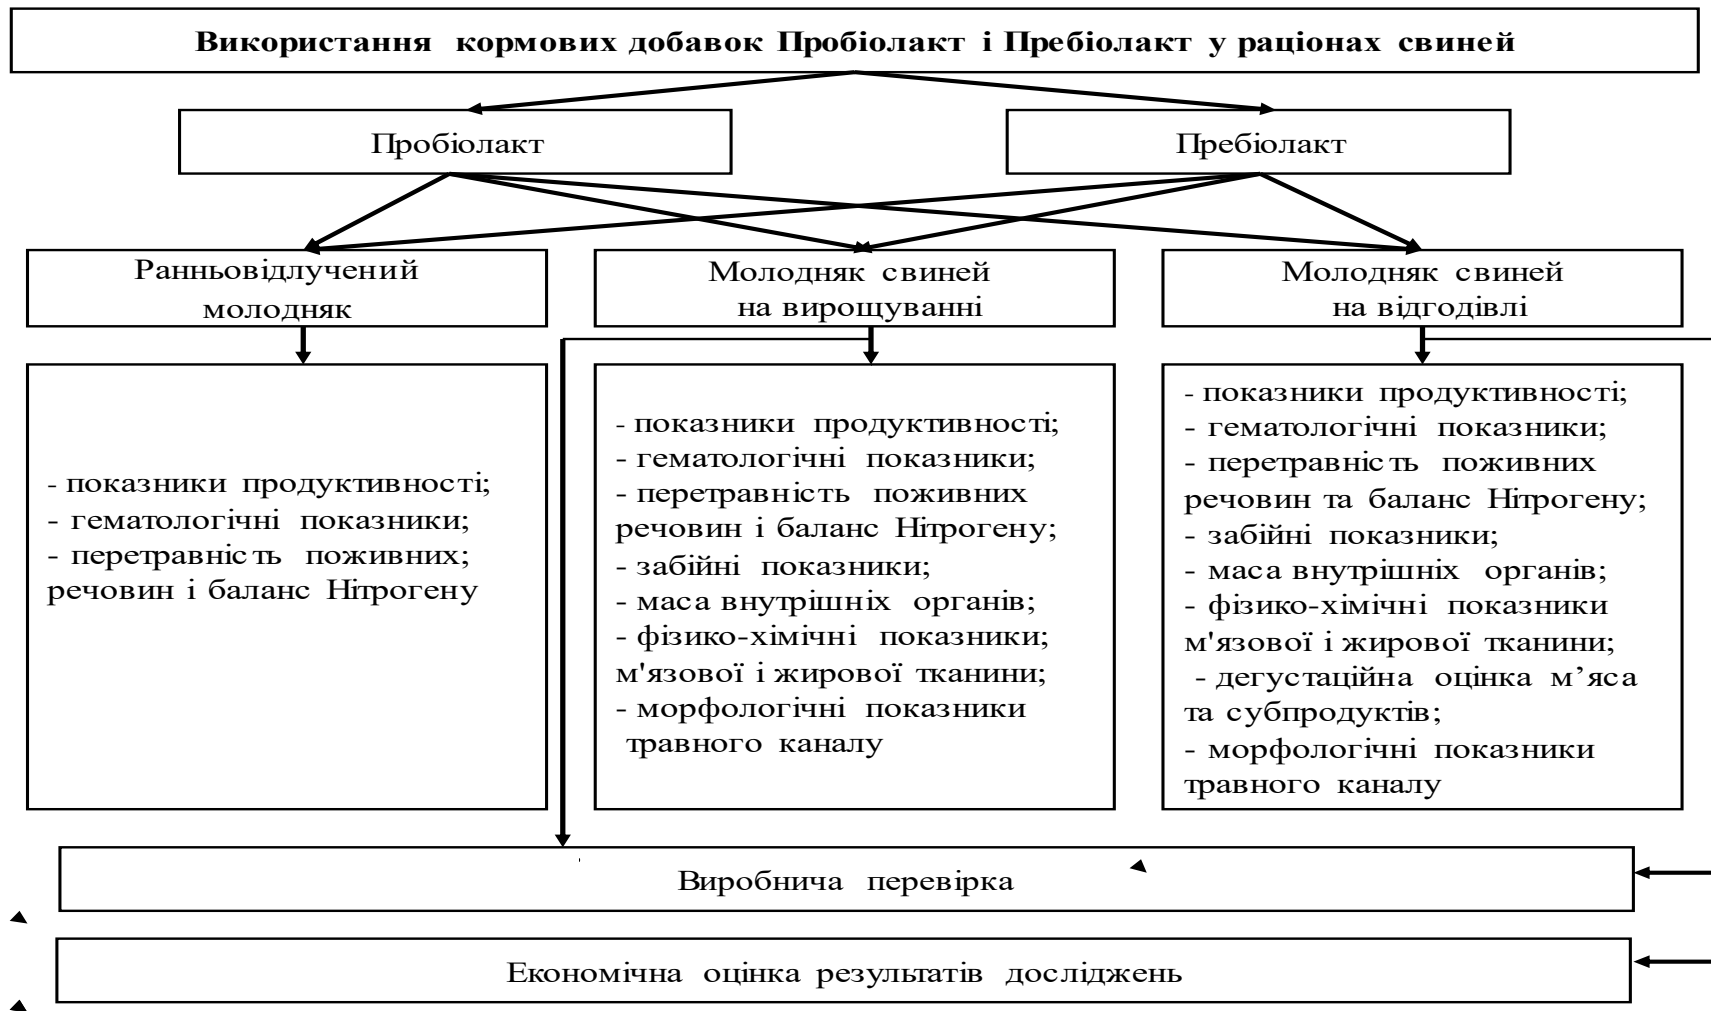 Використання кормових добавок Пробіолакт і Пребіолакт у раціонах свиней
Пробіолакт
Пребіолакт
Ранньовідлучений
молодняк
Молодняк свиней
на вирощуванні
Молодняк свиней
на відгодівлі
- показники продуктивності;
- гематологічні показники;
- перетравність поживних;
речовин і баланс Нітрогену
- показники продуктивності;
- гематологічні показники;
- перетравність поживних
речовин і баланс Нітрогену;
- забійні показники;
- маса внутрішніх органів;
- фізико-хімічні показники;
м'язової і жирової тканини;
- морфологічні показники
травного каналу
- показники продуктивності;
- гематологічні показники;
- перетравність поживних
речовин та баланс Нітрогену;
- забійні показники;
- маса внутрішніх органів;
- фізико-хімічні показники
м'язової і жирової тканини;
- дегустаційна оцінка м’яса
та субпродуктів;
- морфологічні показники
травного каналу
Виробнича перевірка
Економічна оцінка результатів досліджень